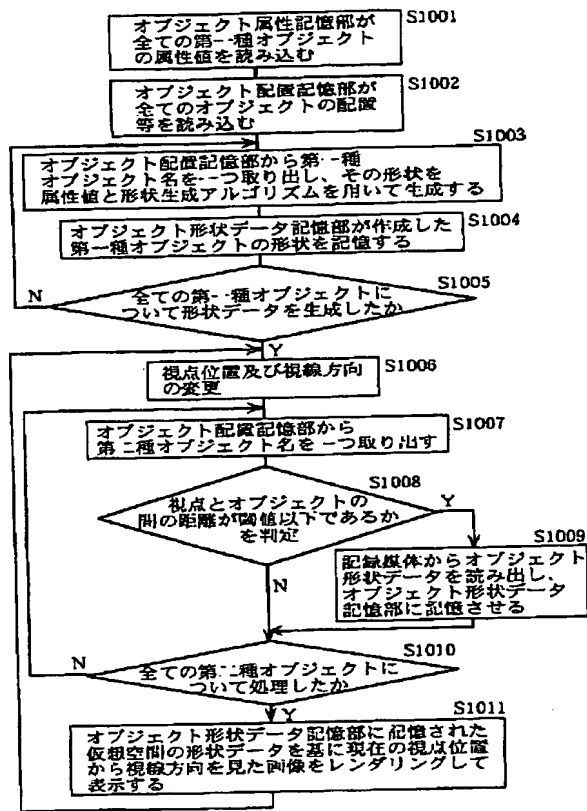 S1001
オブジェクト属性記憶部が
全ての第一種オブジェクト
の属性値を読み込む
S1002
オブジェクト配置記憶部が
全てのオブジェクトの配置
等を読み込む
S1003
オブジェクト配置記憶部から第一種
オブジェクト名を一つ取り出し、その形状を
属性値と形状生成アルゴリズムを用いて生成する
S1004
オブジェクト形状データ記憶部が作成した
第一種オブジェクトの形状を記憶する
S1005
全ての第一種オブジェクトに
ついて形状データを生成したか
N
Y
S1006
視点位置及び視線方向
の変更
S1007
オブジェクト配置記憶部から
第二種オブジェクト名を一つ取り出す
S1008
視点とオブジェクトの
間の距離が閾値以下であるか
を判定
Y
N
S1009
記録媒体からオブジェクト
形状データを読み出し、
オブジェクト形状データ
記憶部に記憶させる
S1010
全ての第二種オブジェクトに
ついて処理したか
N
Y
S1011
オブジェクト形状データ記憶部に記憶された
仮想空間の形状データを基に現在の視点位置
から視線方向を見た画像をレンダリングして
表示する